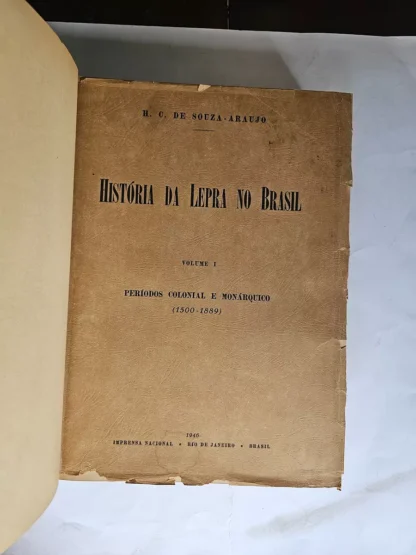 H. C. DE SOUZA-ARAUJO
HISTÓRIA DA LEPRA NO BRASIL
VOLUME I
PERÍODOS COLONIAL E MONÁRQUICO
(1500-1889)
1946
IMPRENSA NACIONAL • RIO DE JANEIRO • BRASIL